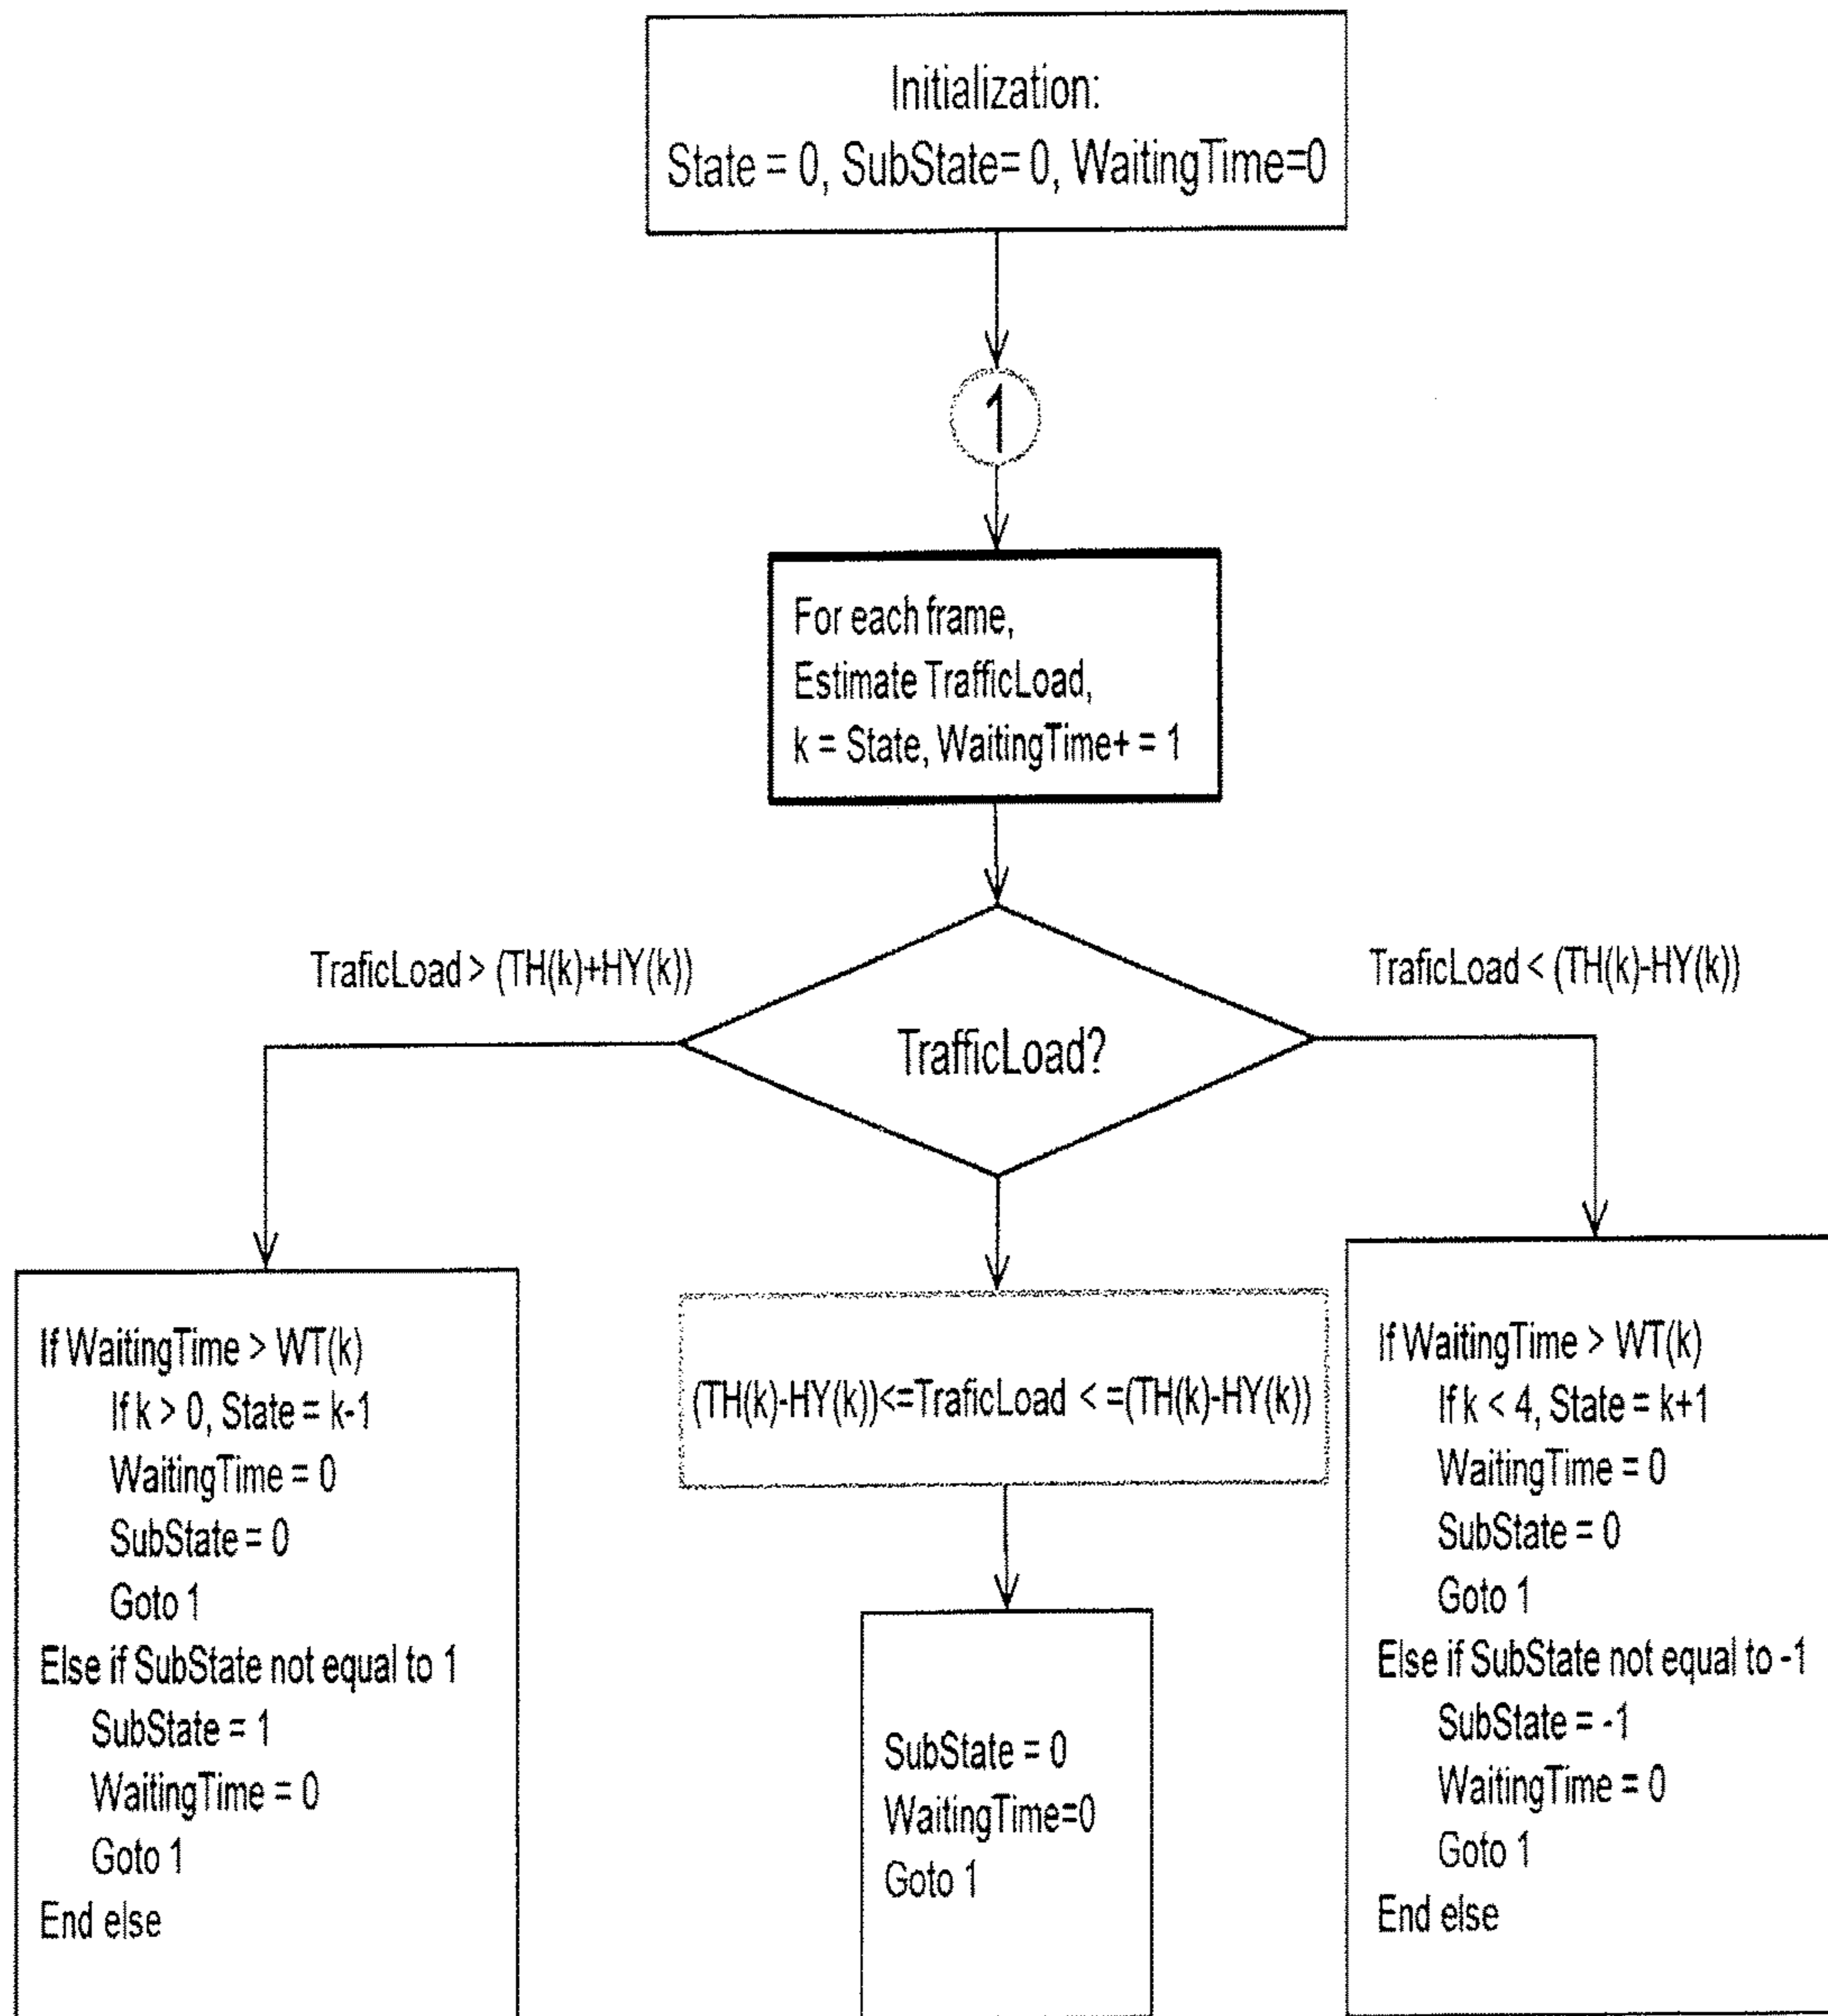 Initialization:
State = 0, SubState= 0, WaitingTime=0
1
For each frame,
Estimate TrafficLoad,
k = State, WaitingTime+ = 1
TraficLoad > (TH(k)+HY(k))
TraficLoad < (TH(k)-HY(k))
TrafficLoad?
If WaitingTime > WT(k)
If k > 0, State = k-1
WaitingTime = 0
SubState = 0
Goto 1
Else if SubState not equal to 1
SubState = 1
WaitingTime = 0
Goto 1
End else
(TH(k)-HY(k))<=TraficLoad < =(TH(k)-HY(k))
SubState = 0
WaitingTime=0
Goto 1
If WaitingTime > WT(k)
If k < 4, State = k+1
WaitingTime = 0
SubState = 0
Goto 1
Else if SubState not equal to -1
SubState = -1
WaitingTime = 0
Goto 1
End else